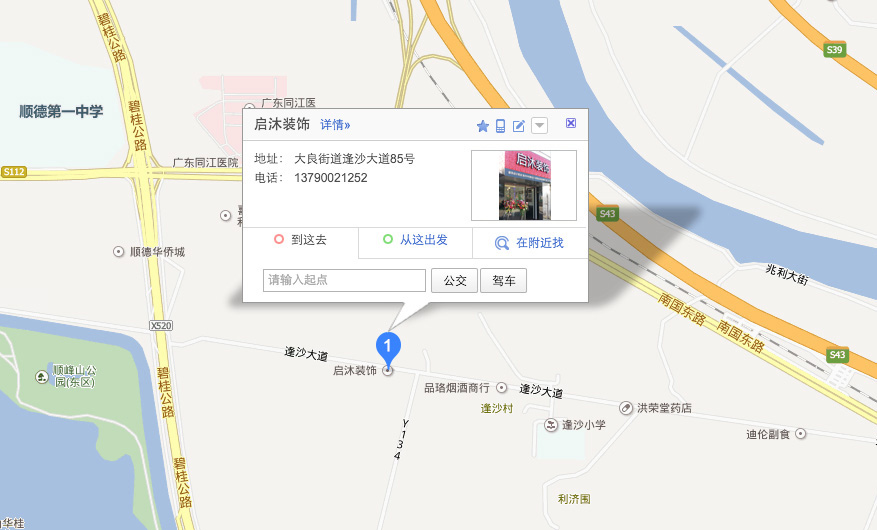 碧桂公路
S39
顺德第一中学
广东同江医
碧桂公路
启沐装饰 详情»
地址: 大良街道逢沙大道85号
电话: 13790021252
启沐装饰
广东同江医院
S112
S43
到这去
从这出发
在附近找
顺德华侨城
兆利大街
请输入起点
公交
驾车
南国东路
南国东路
X520
1
逢沙大道
S43
启沐装饰
顺峰山公
园(东区)
碧桂公路
品珞烟酒商行
逢沙大道
逢沙村
洪荣堂药店
逢沙小学
Y134
迪伦副食
碧桂公路
利济围
华桂